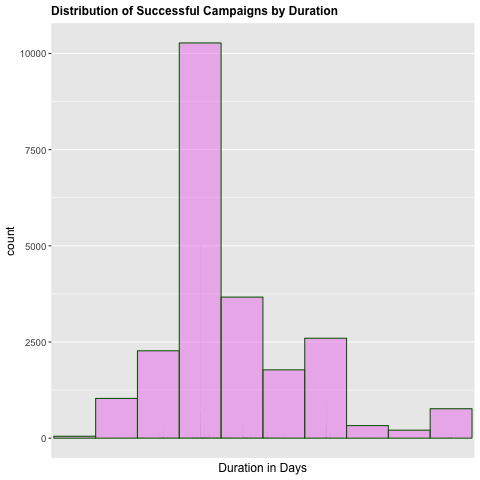 Distribution of Successful Campaigns by Duration
10000
7500
5000
2500
0
count
Duration in Days